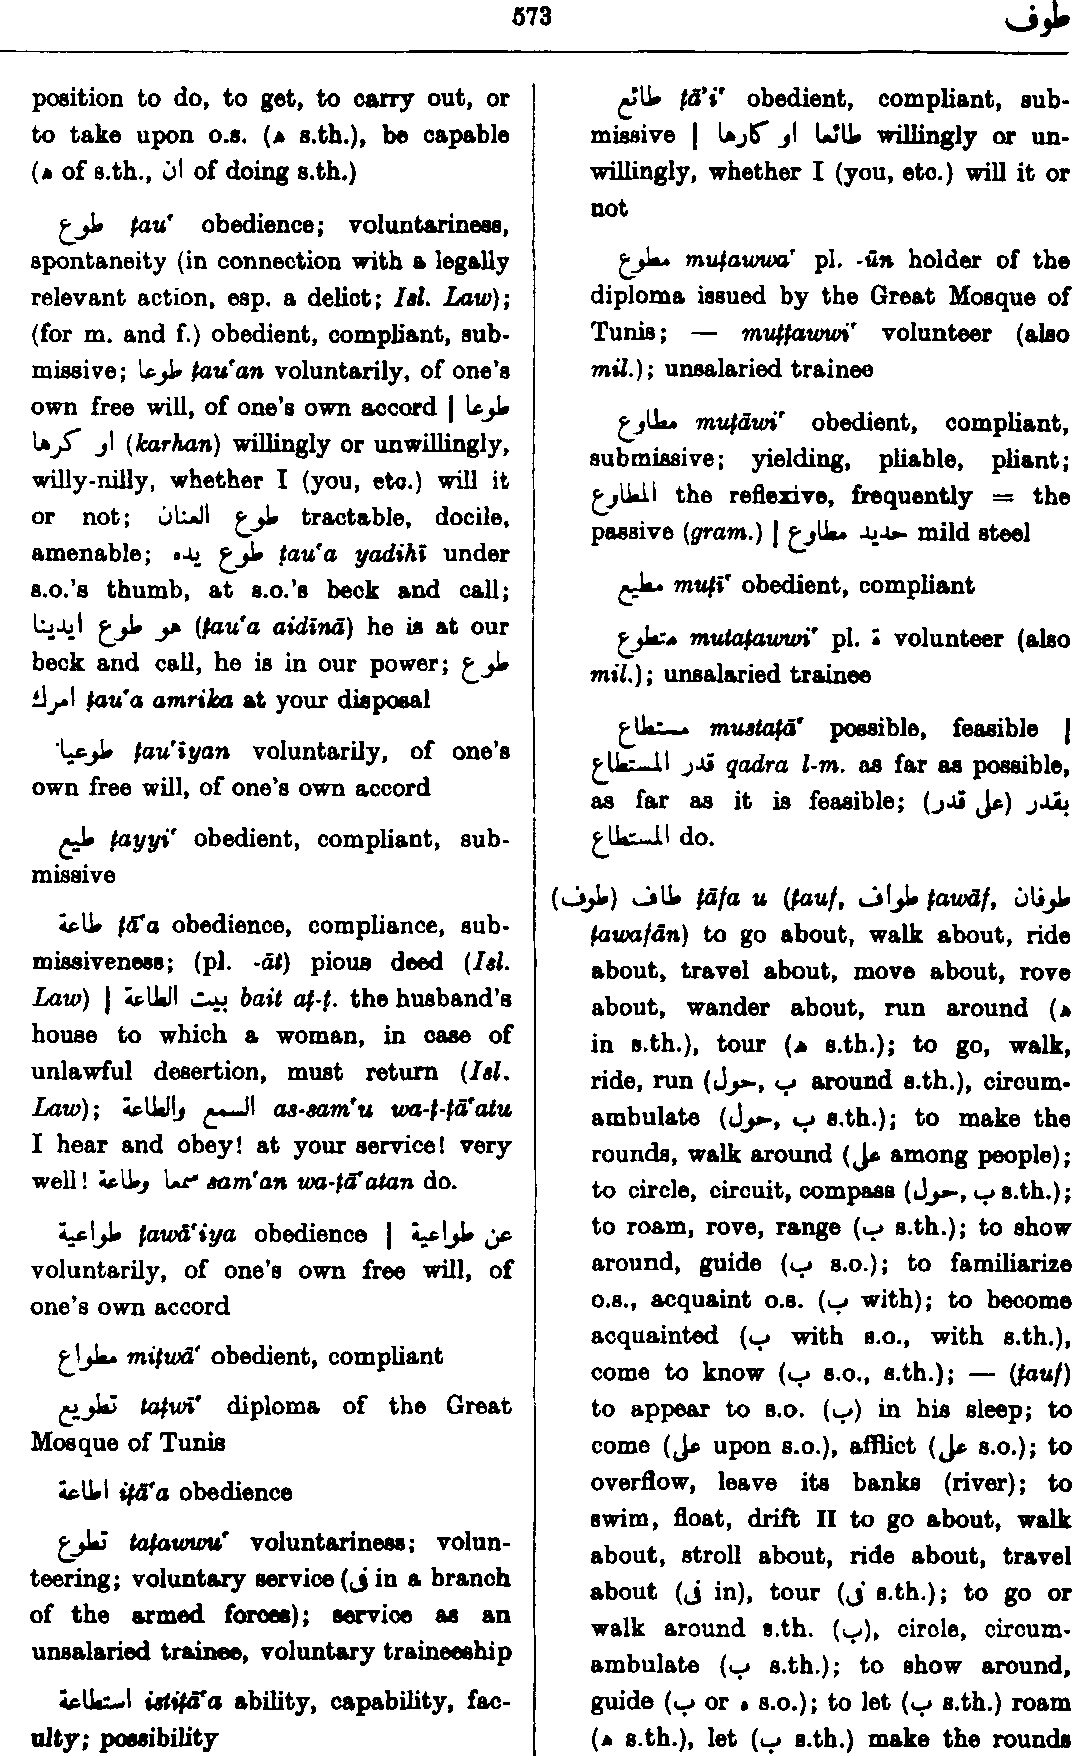 573
طوف
position to do, to get, to carry out, or
to take upon o.s. (ه s.th.), be capable
(ه of s.th., ان of doing s.th.)
طوع ṭau‘ obedience; voluntariness,
spontaneity (in connection with a legally
relevant action, esp. a delict; Isl. Law);
(for m. and f.) obedient, compliant, sub-
missive; طوعا ṭau‘an voluntarily, of one's
own free will, of one's own accord | طوعا
او كرها (karhan) willingly or unwillingly,
willy-nilly, whether I (you, etc.) will it
or not; طوع العنان tractable, docile,
amenable; طوع يده ṭau‘a yadihī under
s.o.'s thumb, at s.o.'s beck and call;
هو طوع ايدينا (ṭau‘a aidīnā) he is at our
beck and call, he is in our power; طوع
امرك ṭau‘a amrika at your disposal
طوعيا ṭau‘īyan voluntarily, of one's
own free will, of one's own accord
طيع ṭayyi‘ obedient, compliant, sub-
missive
طاعة ṭā‘a obedience, compliance, sub-
missiveness; (pl. -āt) pious deed (Isl.
Law) | بيت الطاعة bait aṭ-ṭ. the husband's
house to which a woman, in case of
unlawful desertion, must return (Isl.
Law); السمع والطاعة as-sam‘u wa-ṭ-ṭā‘atu
I hear and obey! at your service! very
well! سمعا وطاعة sam‘an wa-ṭā‘atan do.
طواعية ṭawā‘iya obedience | عن طواعية
voluntarily, of one's own free will, of
one's own accord
مطواع miṭwā‘ obedient, compliant
تطويع taṭwī‘ diploma of the Great
Mosque of Tunis
اطاعة iṭā‘a obedience
تطوع taṭawwu‘ voluntariness; volun-
teering; voluntary service (فى in a branch
of the armed forces); service as an
unsalaried trainee, voluntary traineeship
استطاعة istiṭā‘a ability, capability, fac-
ulty; possibility
طائع ṭā’i‘ obedient, compliant, sub-
missive | طائعا او كارها willingly or un-
willingly, whether I (you, etc.) will it or
not
مطوع muṭawwa‘ pl. -ūn holder of the
diploma issued by the Great Mosque of
Tunis; — muṭṭawwi‘ volunteer (also
mil.); unsalaried trainee
مطاوع muṭāwi‘ obedient, compliant,
submissive; yielding, pliable, pliant;
المطاوع the reflexive, frequently = the
passive (gram.) | حديد مطاوع mild steel
مطيع muṭī‘ obedient, compliant
متطوع mutaṭawwi‘ pl. ة volunteer (also
mil.); unsalaried trainee
مستطاع mustaṭā‘ possible, feasible |
قدر المستطاع qadra l-m. as far as possible,
as far as it is feasible; بقدر (على قدر)
المستطاع do.
(طوف) طاف ṭāfa u (ṭauf, طواف ṭawāf, طوفان
ṭawafān) to go about, walk about, ride
about, travel about, move about, rove
about, wander about, run around (ه
in s.th.), tour (ه s.th.); to go, walk,
ride, run (حول, ب around s.th.), circum-
ambulate (حول, ب s.th.); to make the
rounds, walk around (على among people);
to circle, circuit, compass (حول, ب s.th.);
to roam, rove, range (ب s.th.); to show
around, guide (ب s.o.); to familiarize
o.s., acquaint o.s. (ب with); to become
acquainted (ب with s.o., with s.th.),
come to know (ب s.o., s.th.); — (ṭauf)
to appear to s.o. (ب) in his sleep; to
come (على upon s.o.), afflict (على s.o.); to
overflow, leave its banks (river); to
swim, float, drift II to go about, walk
about, stroll about, ride about, travel
about (فى in), tour (فى s.th.); to go or
walk around s.th. (ب), circle, circum-
ambulate (ب s.th.); to show around,
guide (ب or ه s.o.); to let (ب s.th.) roam
(ه s.th.), let (ب s.th.) make the rounds